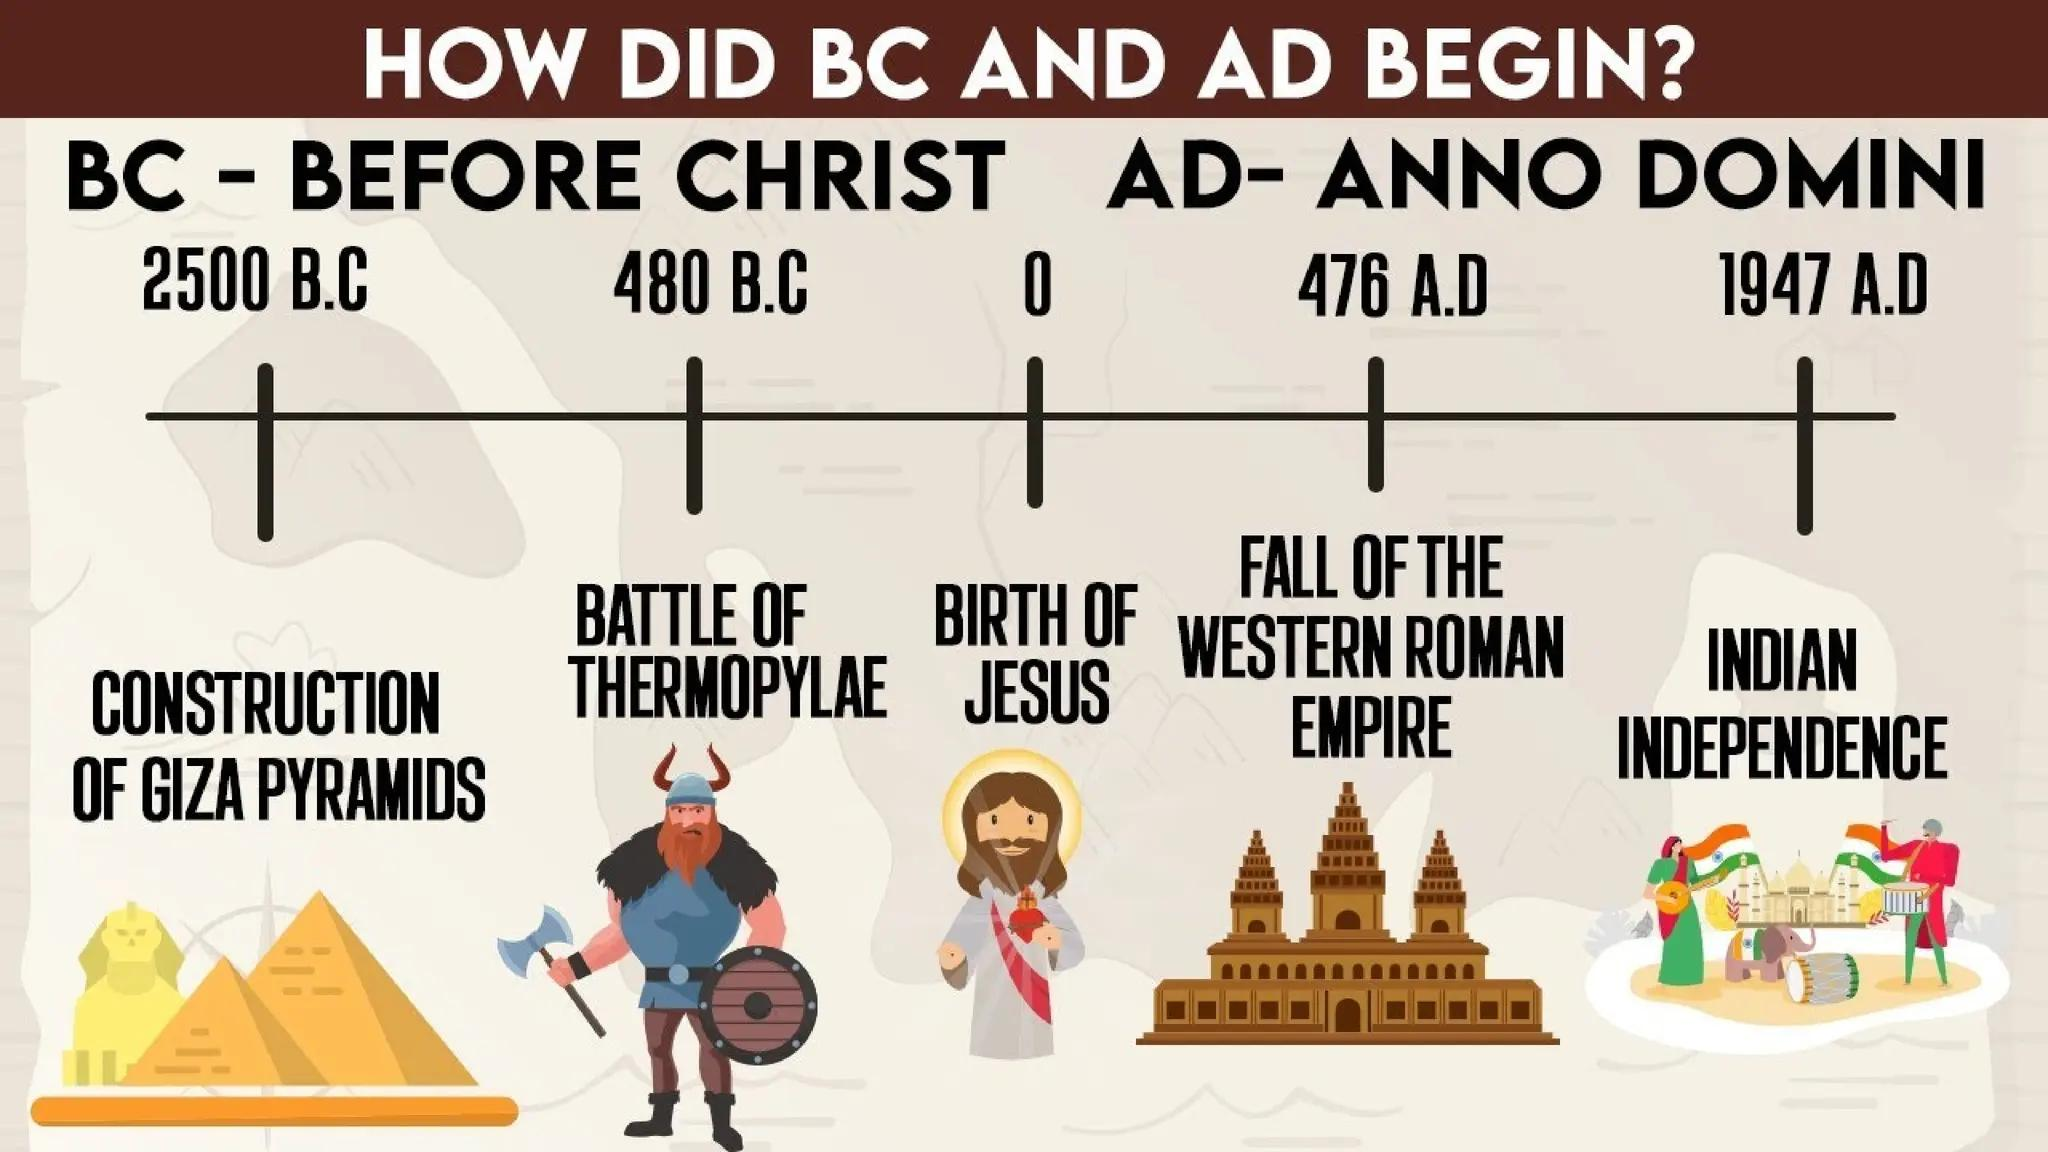 HOW DID BC AND AD BEGIN?
BC - BEFORE CHRIST
AD- ANNO DOMINI
2500 B.C
480 B.C
0
476 A.D
1947 A.D
CONSTRUCTION
OF GIZA PYRAMIDS
BATTLE OF
THERMOPYLAE
BIRTH OF
JESUS
FALL OF THE
WESTERN ROMAN
EMPIRE
INDIAN
INDEPENDENCE